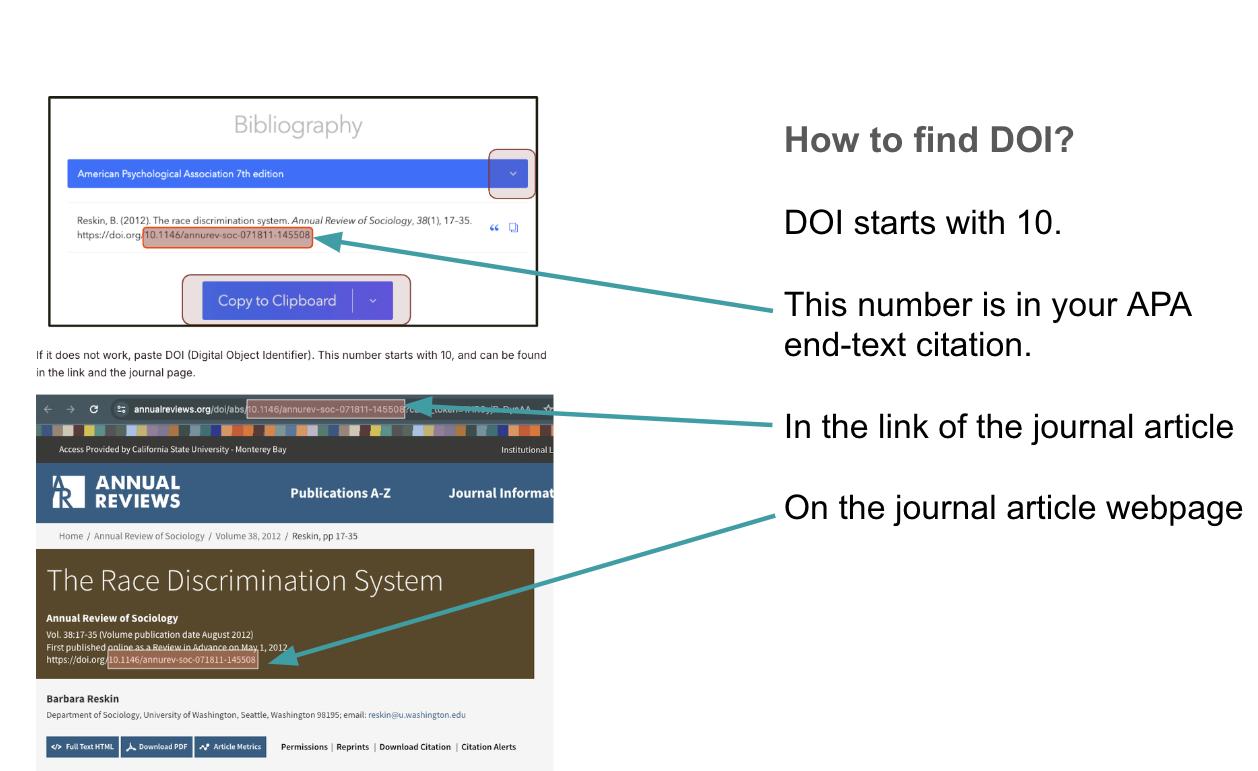 Bibliography
American Psychological Association 7th edition
Reskin, B. (2012). The race discrimination system. Annual Review of Sociology, 38(1), 17-35.
https://doi.org/10.1146/annurev-soc-071811-145508
Copy to Clipboard
If it does not work, paste DOI (Digital Object Identifier). This number starts with 10, and can be found
in the link and the journal page.
annualreviews.org/doi/abs/10.1146/annurev-soc-071811-145508
Access Provided by California State University - Monterey Bay
Institutional L
ANNUAL
REVIEWS
Publications A-Z
Journal Informat
Home / Annual Review of Sociology / Volume 38, 2012 / Reskin, pp 17-35
The Race Discrimination System
Annual Review of Sociology
Vol. 38:17-35 (Volume publication date August 2012)
First published online as a Review in Advance on May 1, 2012
https://doi.org/10.1146/annurev-soc-071811-145508
Barbara Reskin
Department of Sociology, University of Washington, Seattle, Washington 98195; email: reskin@u.washington.edu
Full Text HTML
Download PDF
Article Metrics
Permissions | Reprints | Download Citation | Citation Alerts
How to find DOI?
DOI starts with 10.
This number is in your APA
end-text citation.
In the link of the journal article
On the journal article webpage